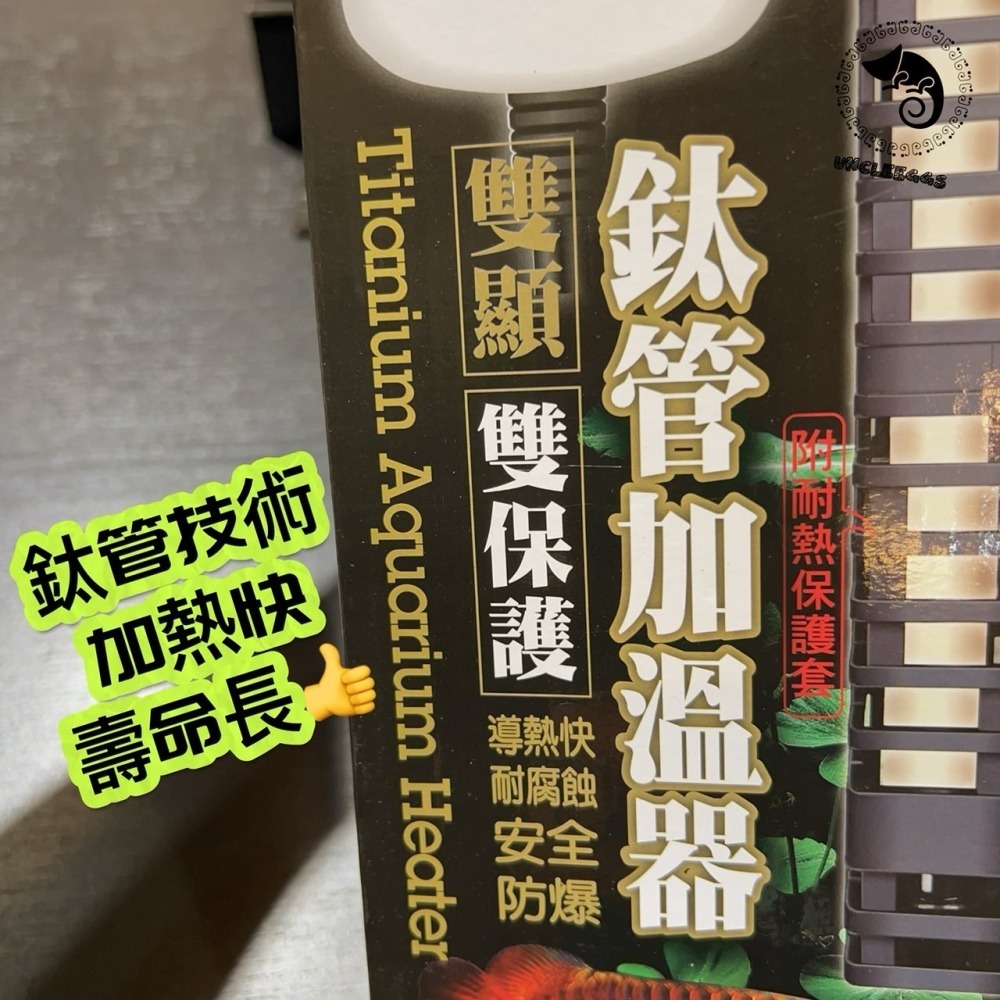 UNCLEEGGS
鈦管加溫器
附耐熱保護套
雙顯
雙保護
導熱快
耐腐蝕
安全
防爆
Titanium Aquarium Heater
鈦管技術
加熱快
壽命長👍